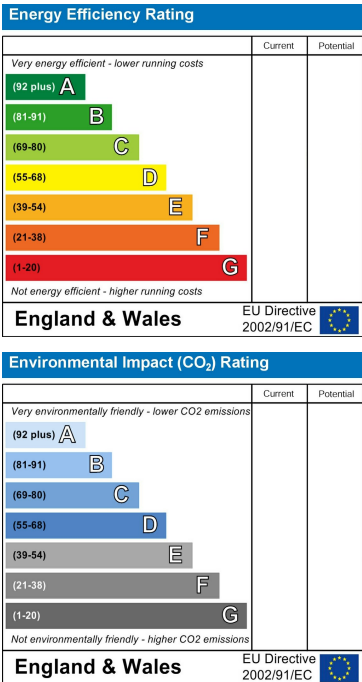 Energy Efficiency Rating
Current Potential
Very energy efficient - lower running costs
(92 plus) A
(81-91) B
(69-80) C
(55-68) D
(39-54) E
(21-38) F
(1-20) G
Not energy efficient - higher running costs
England & Wales
EU Directive
2002/91/EC
Environmental Impact (CO₂) Rating
Current Potential
Very environmentally friendly - lower CO2 emissions
(92 plus) A
(81-91) B
(69-80) C
(55-68) D
(39-54) E
(21-38) F
(1-20) G
Not environmentally friendly - higher CO2 emissions
England & Wales
EU Directive
2002/91/EC